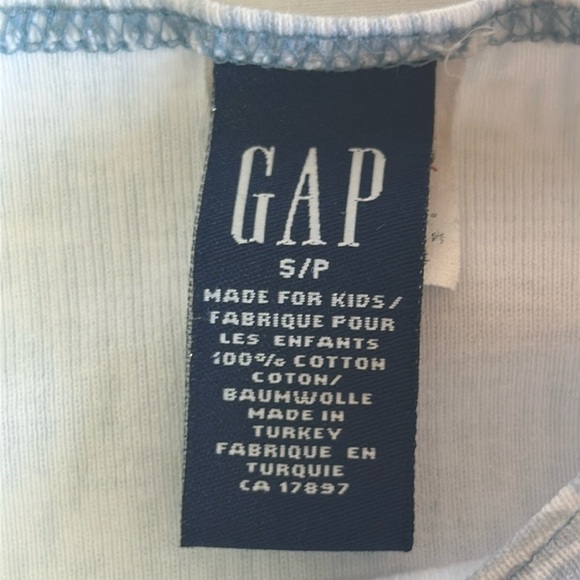 GAP
S/P
MADE FOR KIDS/
FABRIQUE POUR
LES ENFANTS
100% COTTON
COTON/
BAUMWOLLE
MADE IN
TURKEY
FABRIQUE EN
TURQUIE
CA 17897